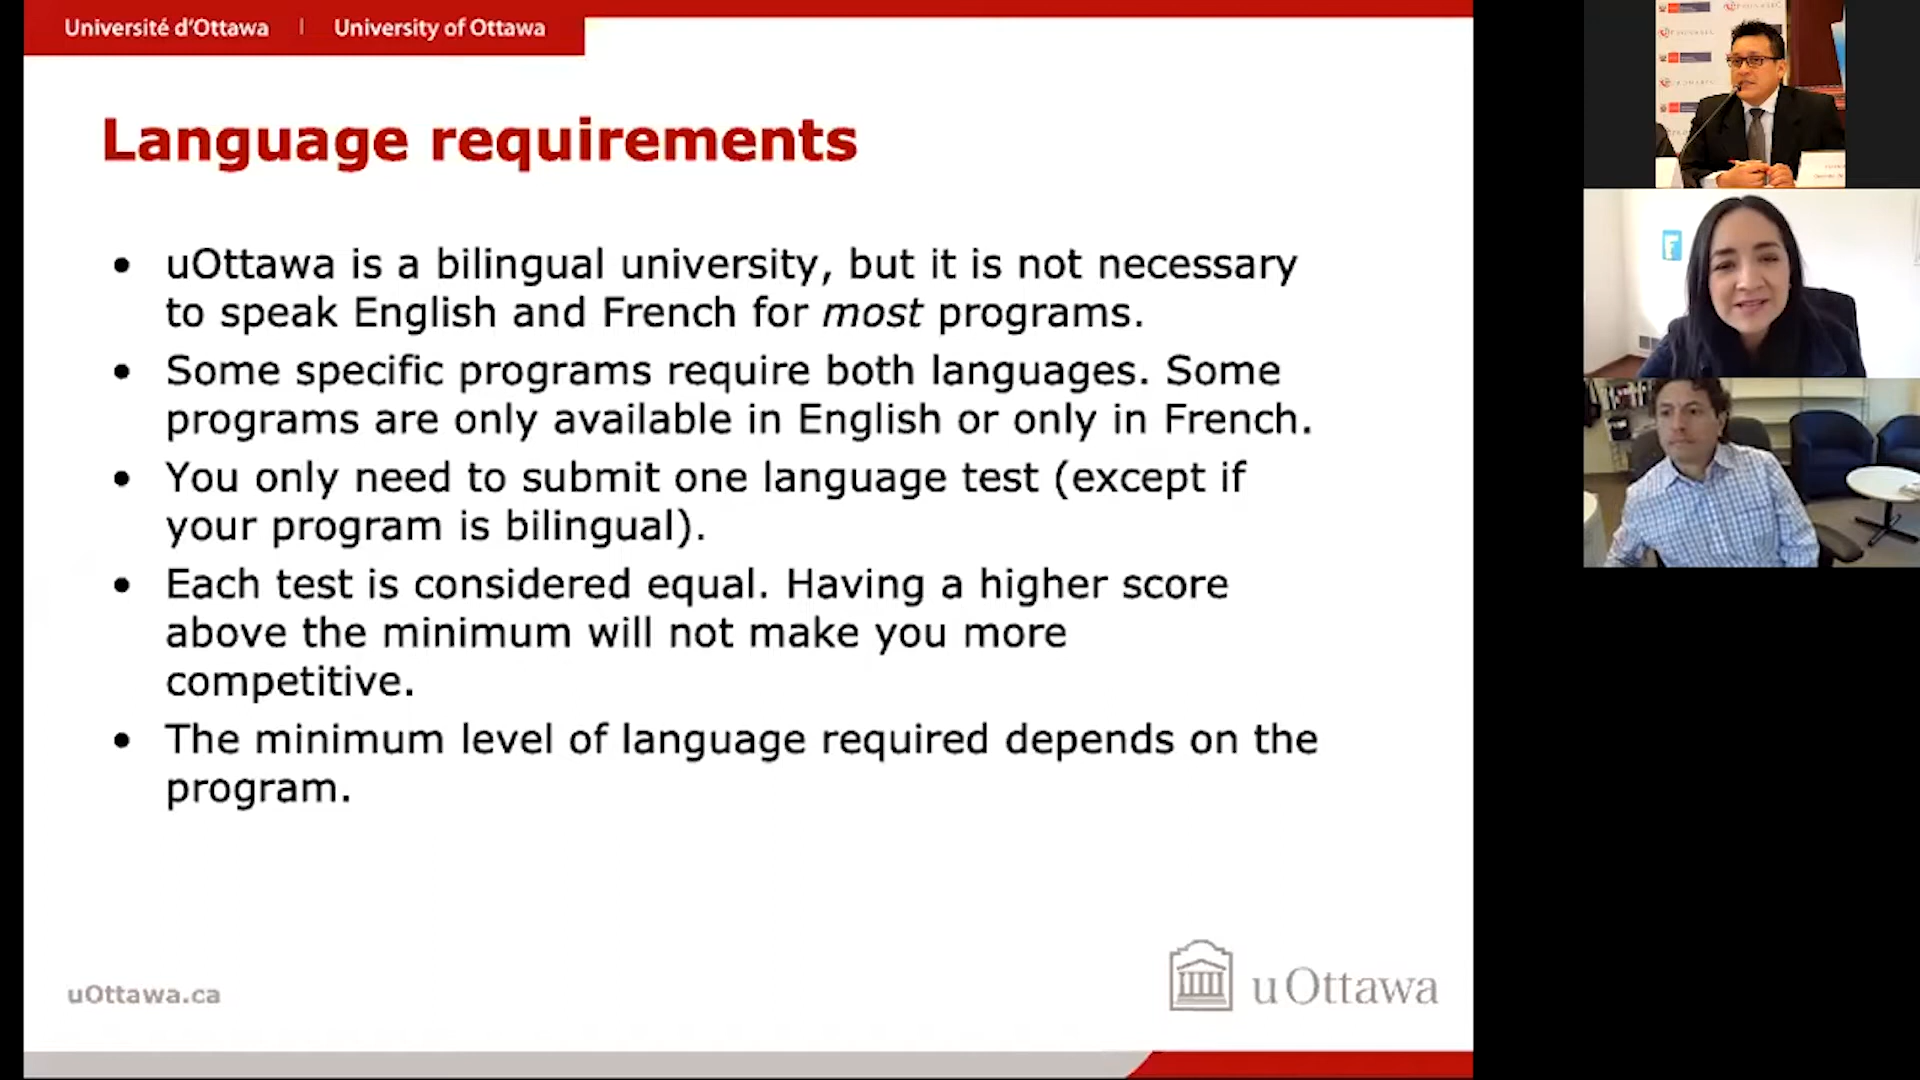 Université d'Ottawa | University of Ottawa
Language requirements
• uOttawa is a bilingual university, but it is not necessary
to speak English and French for most programs.
• Some specific programs require both languages. Some
programs are only available in English or only in French.
• You only need to submit one language test (except if
your program is bilingual).
• Each test is considered equal. Having a higher score
above the minimum will not make you more
competitive.
• The minimum level of language required depends on the
program.
uOttawa.ca
uOttawa